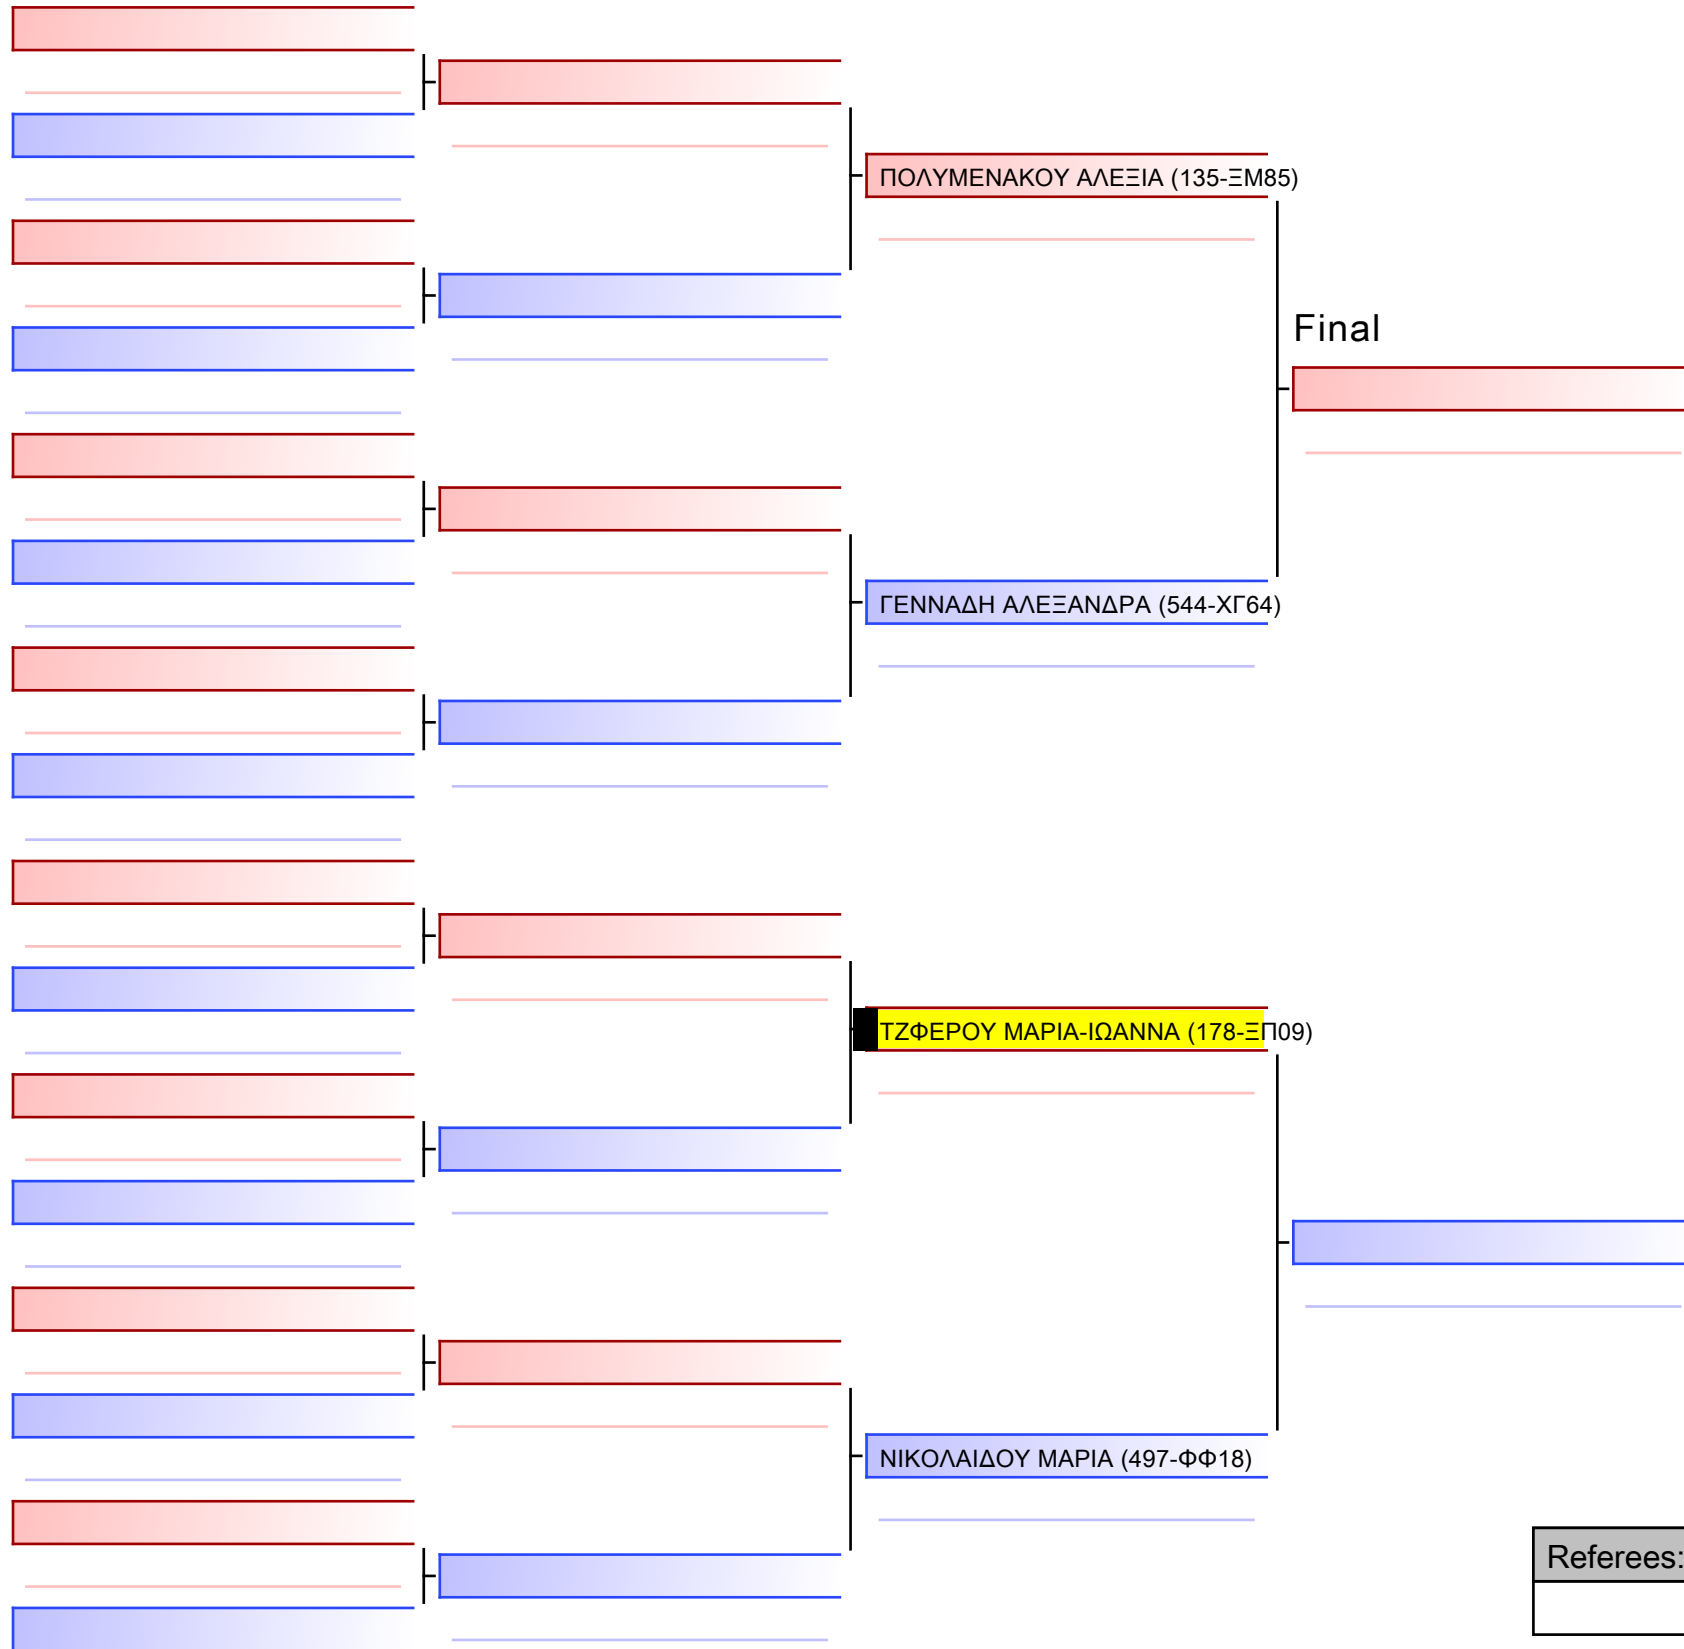 ΠΟΛΥΜΕΝΑΚΟΥ ΑΛΕΞΙΑ (135-ΞΜ85)
Final
ΓΕΝΝΑΔΗ ΑΛΕΞΑΝΔΡΑ (544-ΧΓ64)
ΤΖΦΕΡΟΥ ΜΑΡΙΑ-ΙΩΑΝΝΑ (178-ΞΠ09)
ΝΙΚΟΛΑΙΔΟΥ ΜΑΡΙΑ (497-ΦΦ18)
Referees: